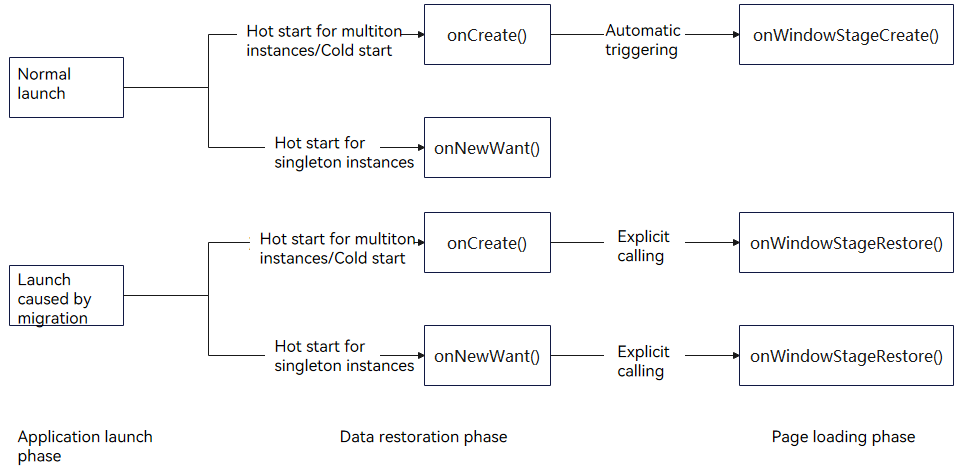 Normal
launch
Hot start for multiton
instances/Cold start
onCreate()
Automatic
triggering
onWindowStageCreate()
Hot start for
singleton instances
onNewWant()
Launch
caused by
migration
Hot start for multiton
instances/Cold start
onCreate()
Explicit
calling
onWindowStageRestore()
Hot start for
singleton instances
onNewWant()
Explicit
calling
onWindowStageRestore()
Application launch
phase
Data restoration phase
Page loading phase